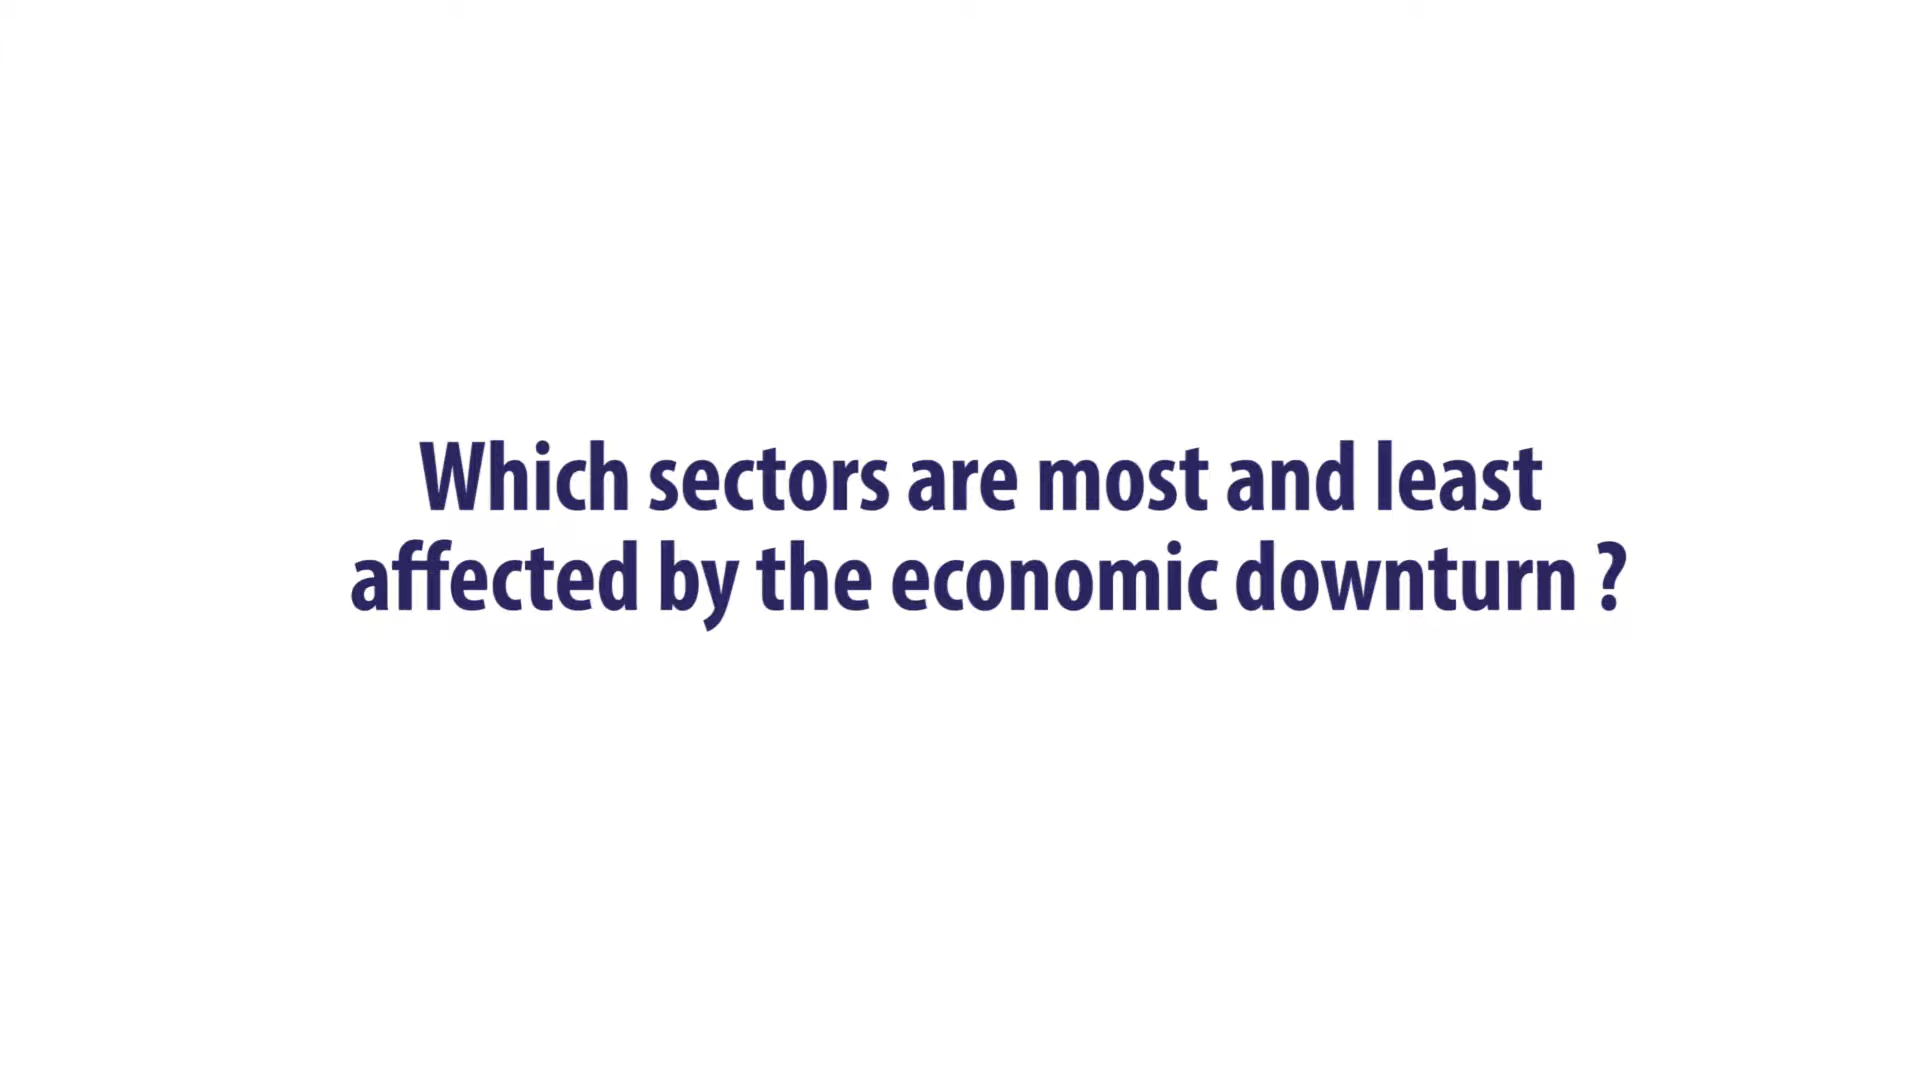 Which sectors are most and least
affected by the economic downturn ?